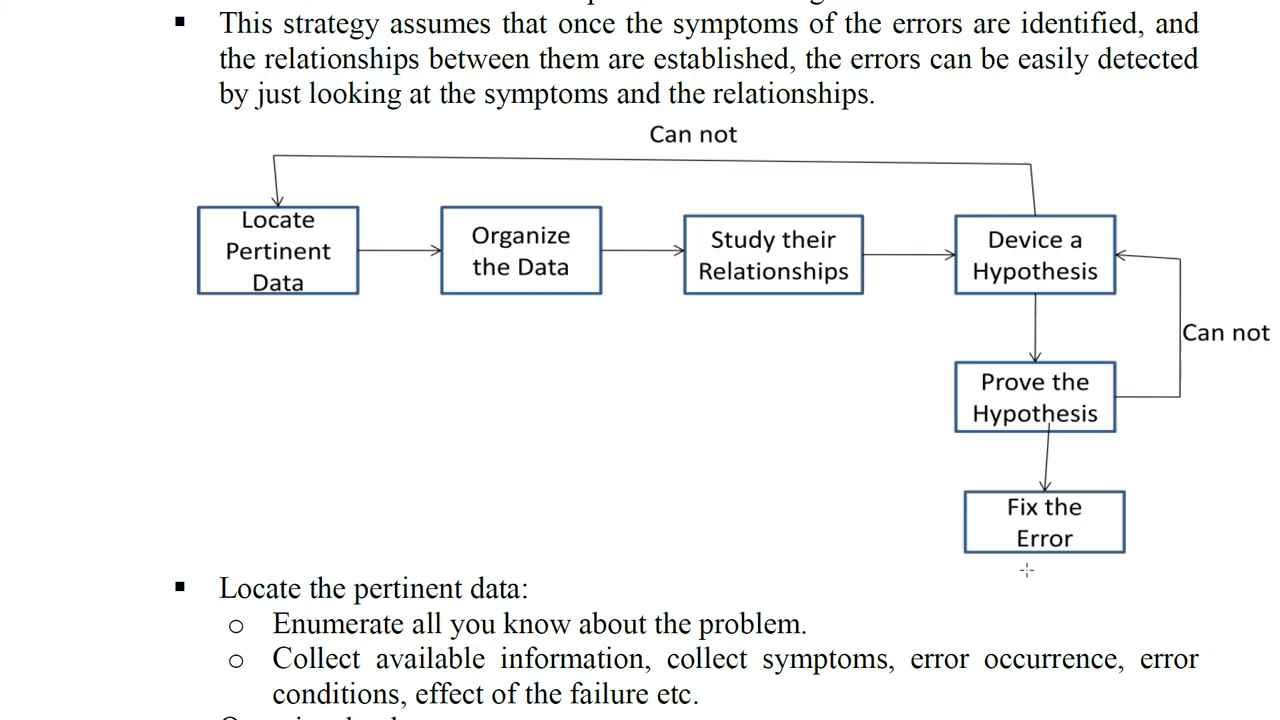 ▪ This strategy assumes that once the symptoms of the errors are identified, and
the relationships between them are established, the errors can be easily detected
by just looking at the symptoms and the relationships.
Can not
Locate
Pertinent
Data
Organize
the Data
Study their
Relationships
Device a
Hypothesis
Can not
Prove the
Hypothesis
Fix the
Error
▪ Locate the pertinent data:
o Enumerate all you know about the problem.
o Collect available information, collect symptoms, error occurrence, error
conditions, effect of the failure etc.